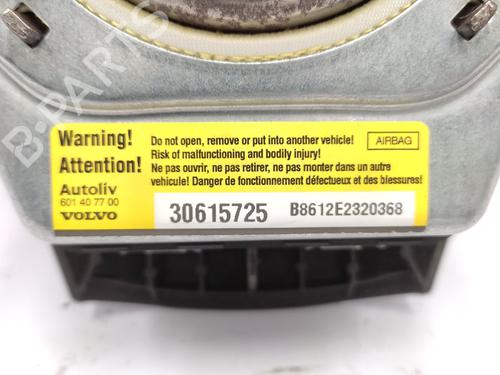 B-PARTS
Warning!
Attention!
Autoliv
601 40 77 00
VOLVO
Do not open, remove or put into another vehicle!
AIRBAG
Risk of malfunctioning and bodily injury!
Ne pas ouvrir, ne pas retirer, ne pas monter dans un autre
vehicule! Danger de fonctionnement défectueux et des blessures!
30615725
B8612E2320368